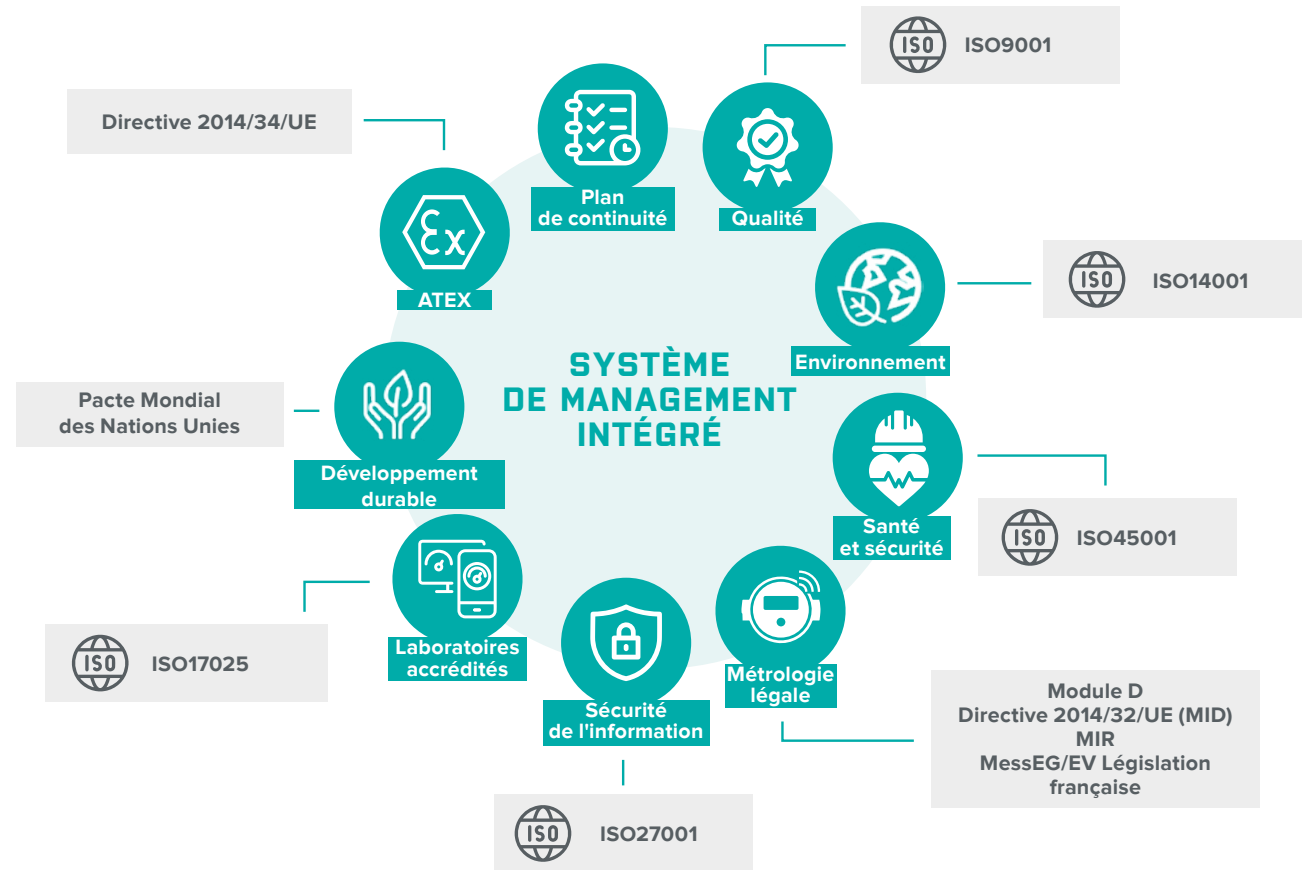 ISO
ISO9001
Directive 2014/34/UE
Plan
de continuité
Qualité
Ex
ATEX
ISO
ISO14001
Environnement
SYSTÈME
DE MANAGEMENT
INTÉGRÉ
Pacte Mondial
des Nations Unies
Développement
durable
Santé
et sécurité
ISO
ISO45001
Laboratoires
accrédités
ISO
ISO17025
Métrologie
légale
Sécurité
de l'information
Module D
Directive 2014/32/UE (MID)
MIR
MessEG/EV Législation
française
ISO
ISO27001